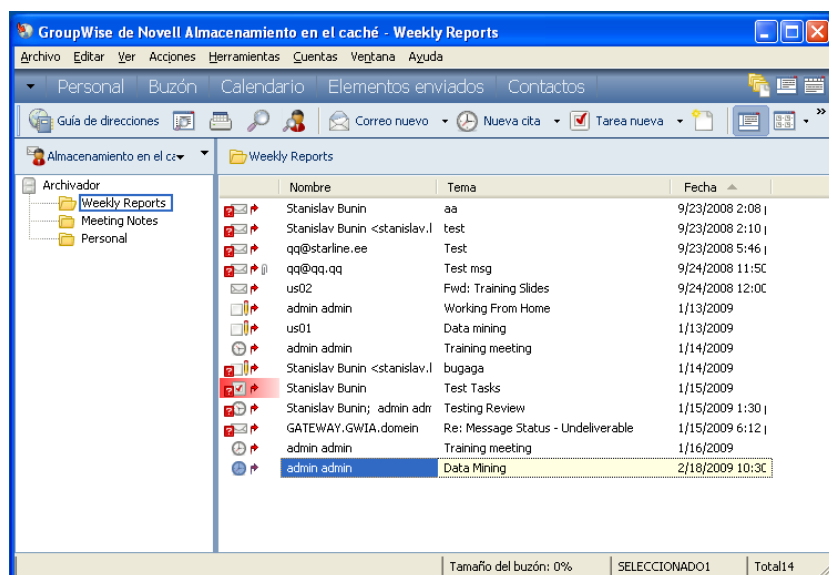 GroupWise de Novell Almacenamiento en el caché - Weekly Reports
Archivo Editar Ver Acciones Herramientas Cuentas Ventana Ayuda
Personal Buzón Calendario Elementos enviados Contactos
Guía de direcciones Correo nuevo Nueva cita Tarea nueva »
Almacenamiento en el ca Weekly Reports
Archivador
Weekly Reports
Meeting Notes
Personal
Nombre Tema Fecha
Stanislav Bunin aa 9/23/2008 2:08
Stanislav Bunin <stanislav.l test 9/23/2008 2:10
qq@starline.ee Test 9/23/2008 5:46
qq@qq.qq Test msg 9/24/2008 11:50
us02 Fwd: Training Slides 9/24/2008 12:00
admin admin Working From Home 1/13/2009
us01 Data mining 1/13/2009
admin admin Training meeting 1/14/2009
Stanislav Bunin <stanislav.l bugaga 1/14/2009
Stanislav Bunin Test Tasks 1/15/2009
Stanislav Bunin; admin adm Testing Review 1/15/2009 1:30
GATEWAY.GWIA.domein Re: Message Status - Undeliverable 1/15/2009 6:12
admin admin Training meeting 1/16/2009
admin admin Data Mining 2/18/2009 10:30
Tamaño del buzón: 0% SELECCIONADO1 Total14